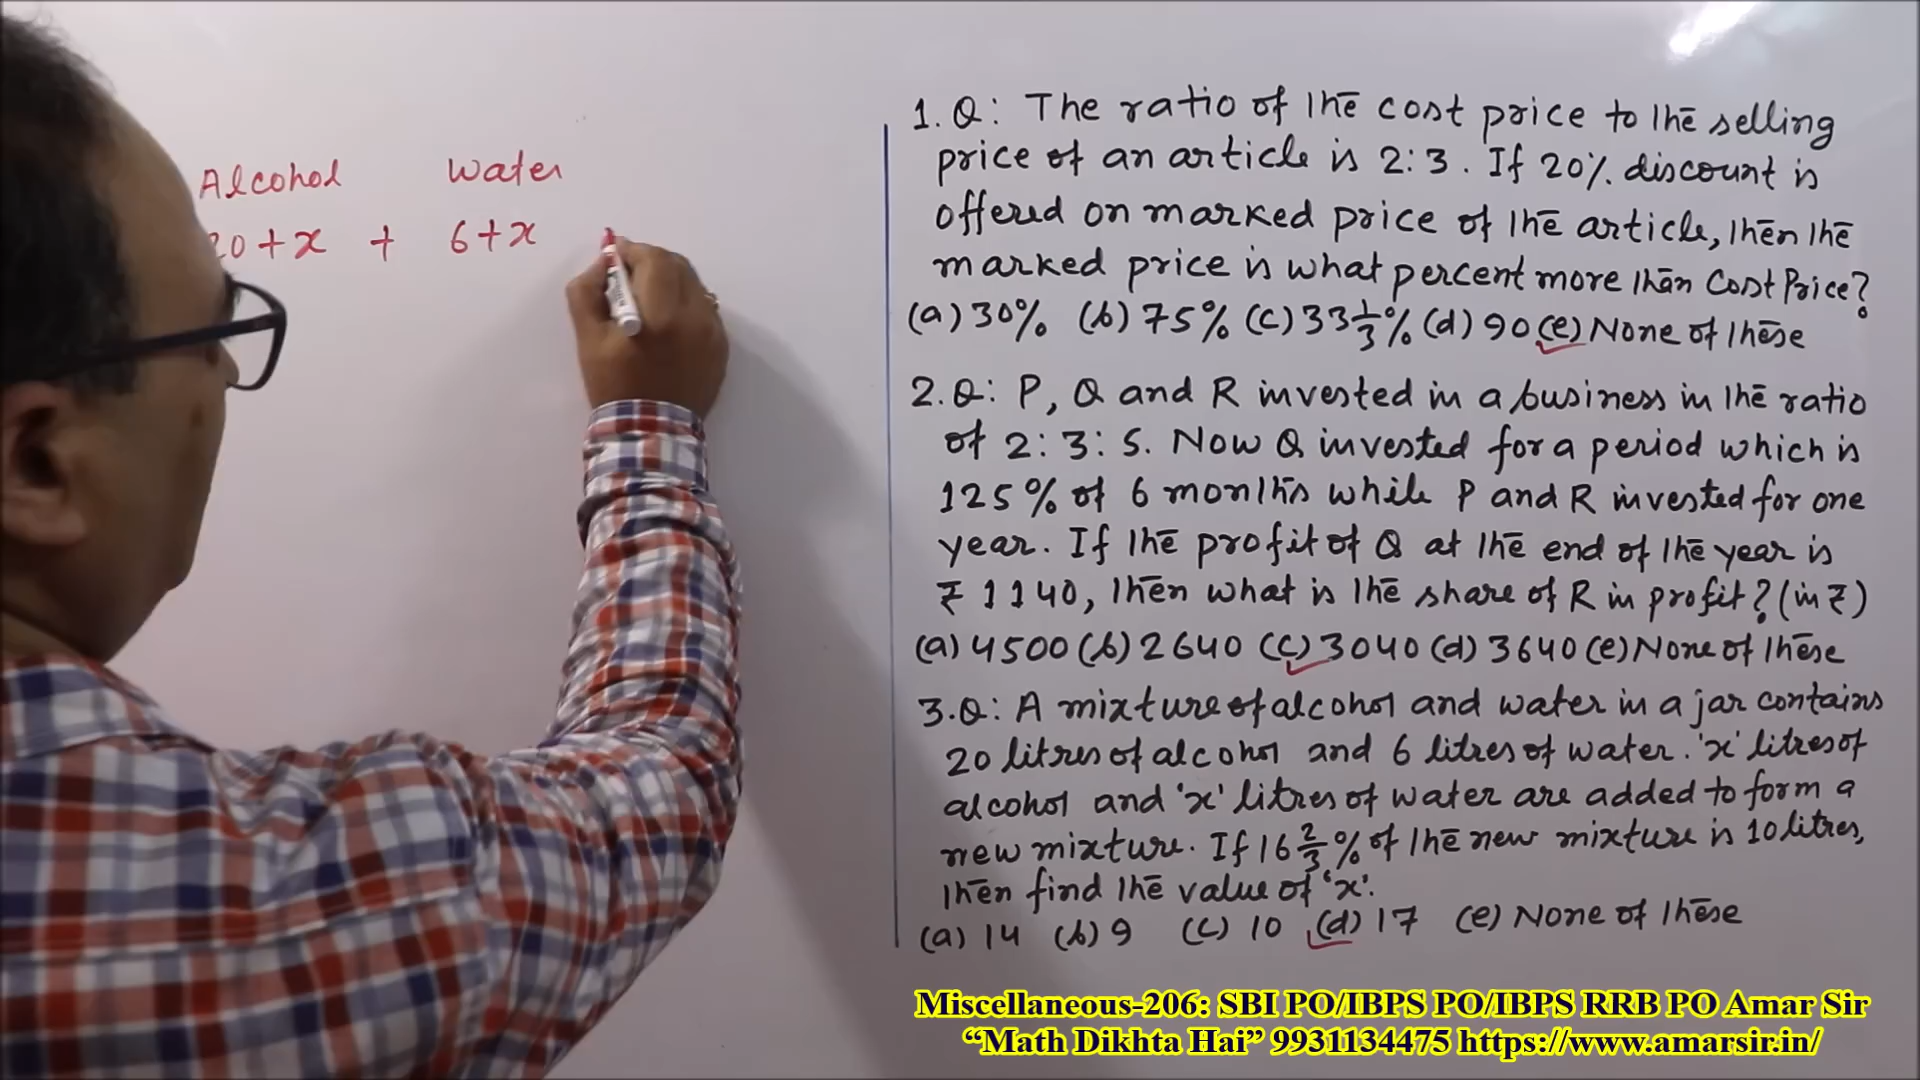 Alcohol Water
20+x + 6+x
1. Q: The ratio of the cost price to the selling
price of an article is 2:3. If 20% discount is
offered on marked price of the article, then the
marked price is what percent more than Cost Price?
(a) 30% (b) 75% (c) 33 1/3% (d) 90 (e) None of these
2. Q: P, Q and R invested in a business in the ratio
of 2:3:5. Now Q invested for a period which is
125% of 6 months while P and R invested for one
year. If the profit of Q at the end of the year is
₹ 1140, then what is the share of R in profit? (in ₹)
(a) 4500 (b) 2640 (c) 3040 (d) 3640 (e) None of these
3. Q: A mixture of alcohol and water in a jar contains
20 litres of alcohol and 6 litres of water. 'x' litres of
alcohol and 'x' litres of water are added to form a
new mixture. If 16 2/3% of the new mixture is 10 litres,
then find the value of 'x'.
(a) 14 (b) 9 (c) 10 (d) 17 (e) None of these
Miscellaneous-206: SBI PO/IBPS PO/IBPS RRB PO Amar Sir
“Math Dikhta Hai” 9931134475 https://www.amarsir.in/